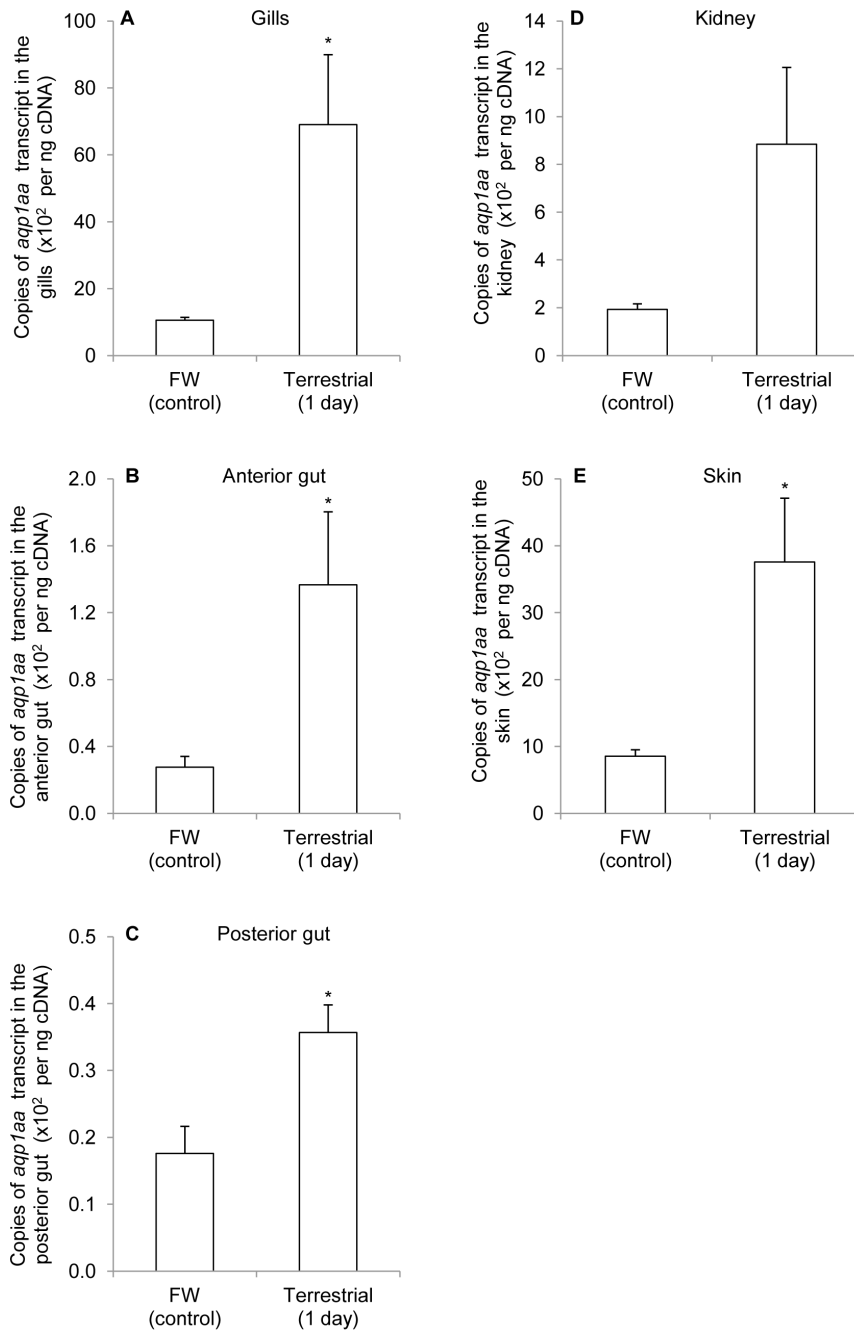 A
Gills
Copies of aqp1aa transcript in the
gills (x10² per ng cDNA)
100
80
60
40
20
0
*
FW
(control)
Terrestrial
(1 day)
D
Kidney
Copies of aqp1aa transcript in the
kidney (x10² per ng cDNA)
14
12
10
8
6
4
2
0
FW
(control)
Terrestrial
(1 day)
B
Anterior gut
Copies of aqp1aa transcript in the
anterior gut (x10² per ng cDNA)
2.0
1.6
1.2
0.8
0.4
0.0
*
FW
(control)
Terrestrial
(1 day)
E
Skin
Copies of aqp1aa transcript in the
skin (x10² per ng cDNA)
50
40
30
20
10
0
*
FW
(control)
Terrestrial
(1 day)
C
Posterior gut
Copies of aqp1aa transcript in the
posterior gut (x10² per ng cDNA)
0.5
0.4
0.3
0.2
0.1
0.0
*
FW
(control)
Terrestrial
(1 day)